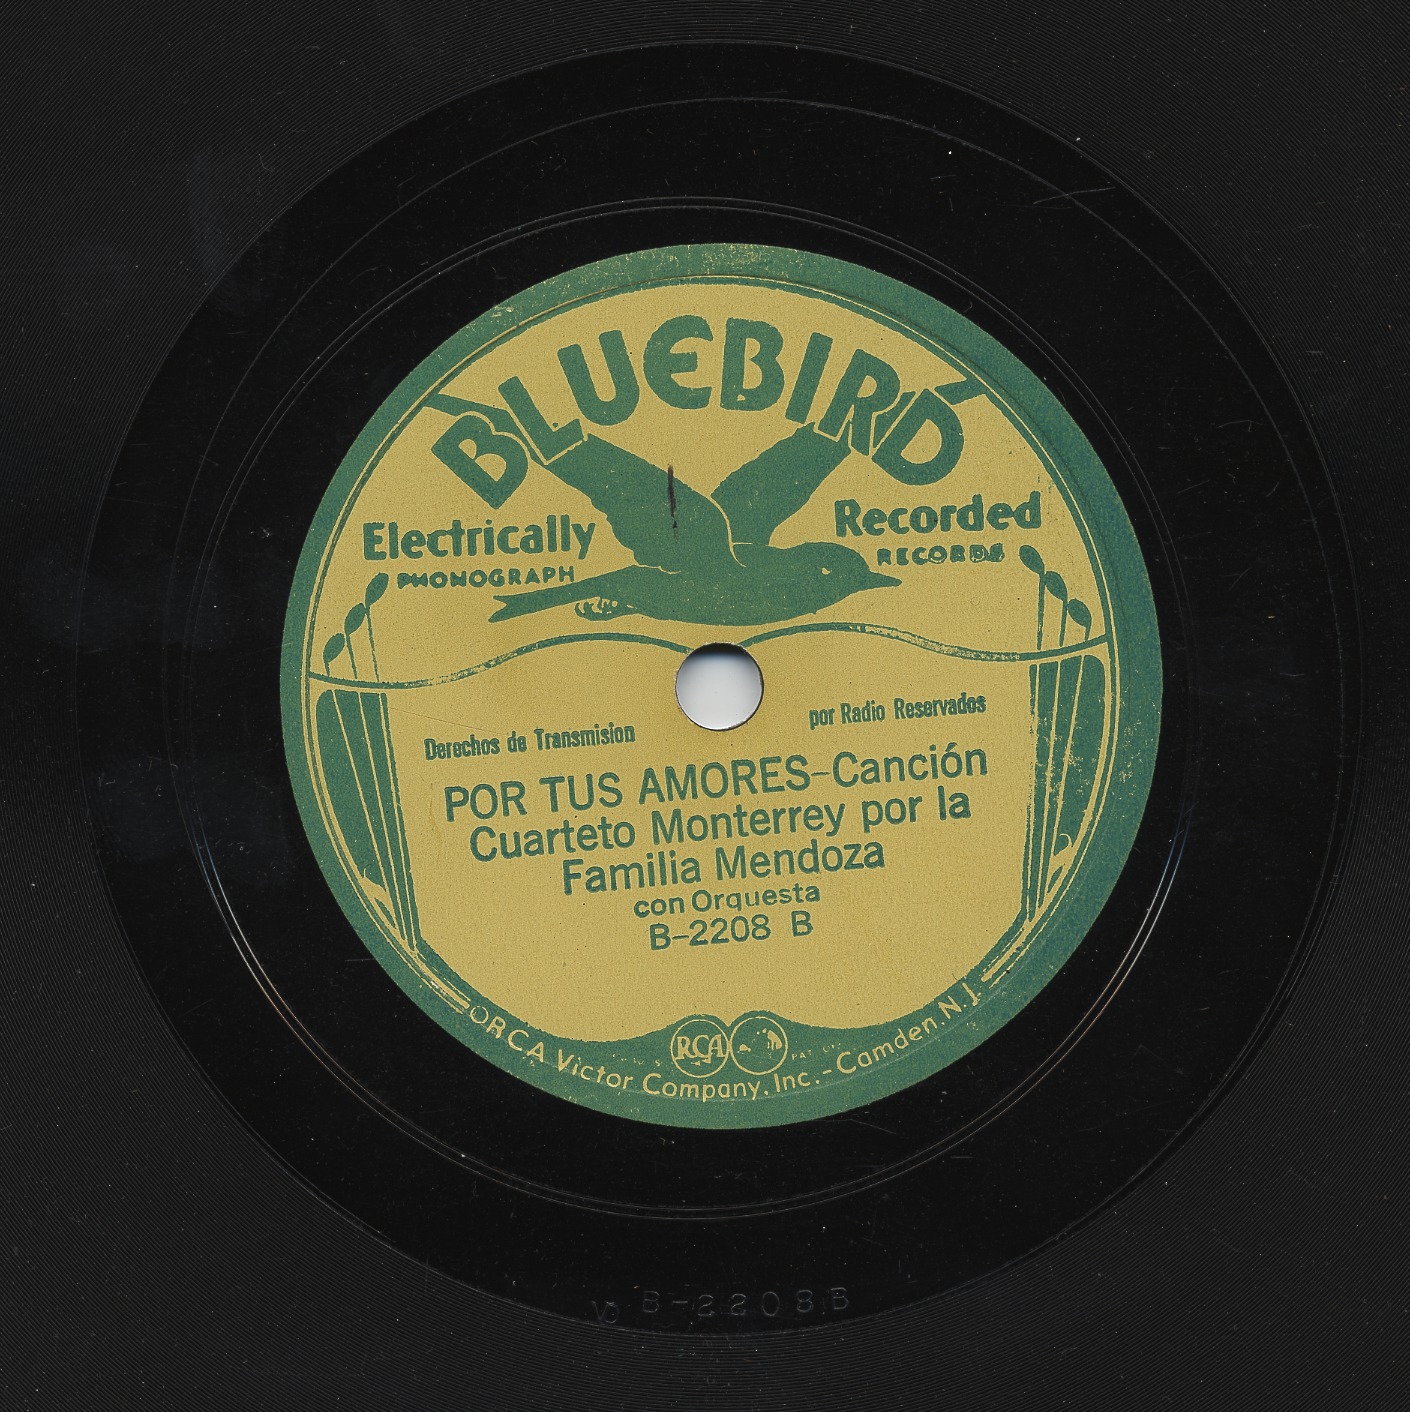 BLUEBIRD
Electrically
Recorded
PHONOGRAPH
RECORDS
Derechos de Transmision
por Radio Reservados
POR TUS AMORES–Canción
Cuarteto Monterrey por la
Familia Mendoza
con Orquesta
B–2208 B
RCA
RCA Victor Company, Inc.-Camden, N.J.
B-2208B